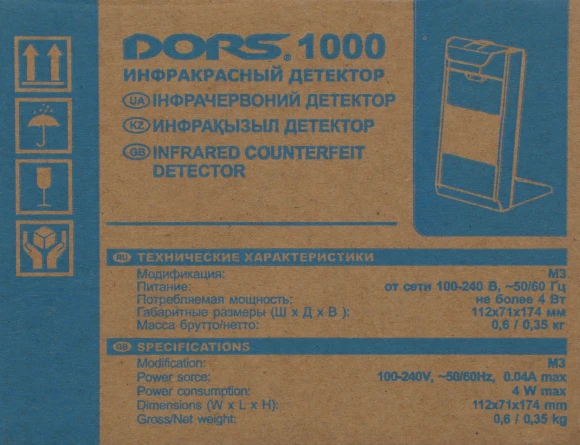 DORS® 1000
ИНФРАКРАСНЫЙ ДЕТЕКТОР
UA ІНФРАЧЕРВОНИЙ ДЕТЕКТОР
KZ ИНФРАҚЫЗЫЛ ДЕТЕКТОР
GB INFRARED COUNTERFEIT
DETECTOR
RU ТЕХНИЧЕСКИЕ ХАРАКТЕРИСТИКИ
Модификация: М3
Питание: от сети 100-240 В, ~50/60 Гц
Потребляемая мощность: не более 4 Вт
Габаритные размеры (Ш х Д х В ): 112х71х174 мм
Масса брутто/нетто: 0,6 / 0,35 кг
GB SPECIFICATIONS
Modification: M3
Power sorce: 100-240V, ~50/60Hz, 0.04A max
Power consumption: 4 W max
Dimensions (W x L x H): 112x71x174 mm
Gross/Net weight: 0,6 / 0,35 kg